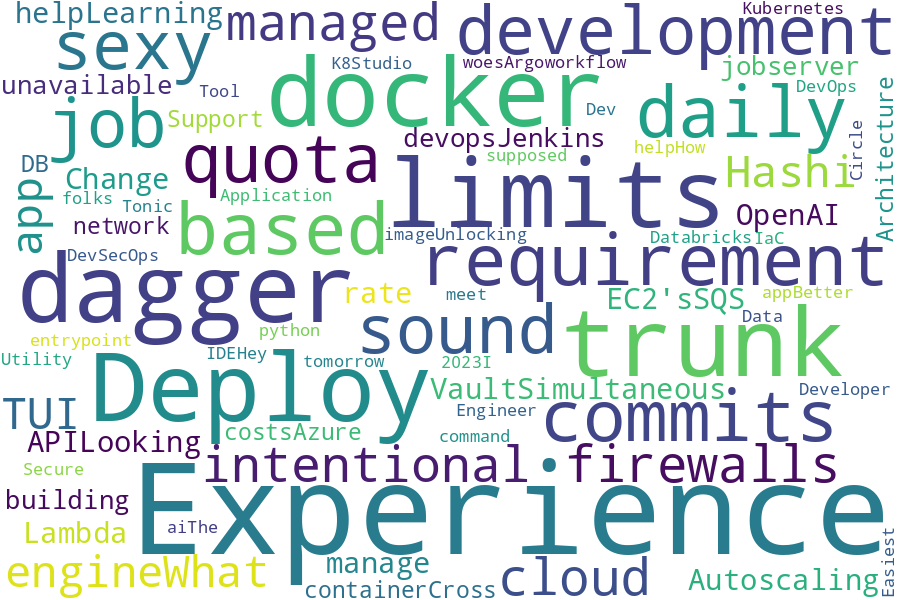 helpLearning
managed
development
Kubernetes
sexy
K8Studio
woesArgoworkflow
jobserver
unavailable
Tool
docker
DevOps
job
Support
Dev
daily
Architecture
devopsJenkins
quota
supposed
helpHow
Circle
DB
Change
limits
Hashi
app
folks
Tonic
Application
network
based
OpenAI
imageUnlocking
Databricks
IaC
DevSecOps
requirement
dagger
rate
meet
EC2'sSQS
appBetter
Data
sound
trunk
entrypoint
python
Utility
IDEHey
tomorrow
2023I
Deploy
VaultSimultaneous
Developer
TUI
Engineer
commits
APILooking
costsAzure
command
Secure
intentional
firewalls
building
Experience
Lambda
aiThe
engineWhat
manage
cloud
Autoscaling
containerCross
Easiest